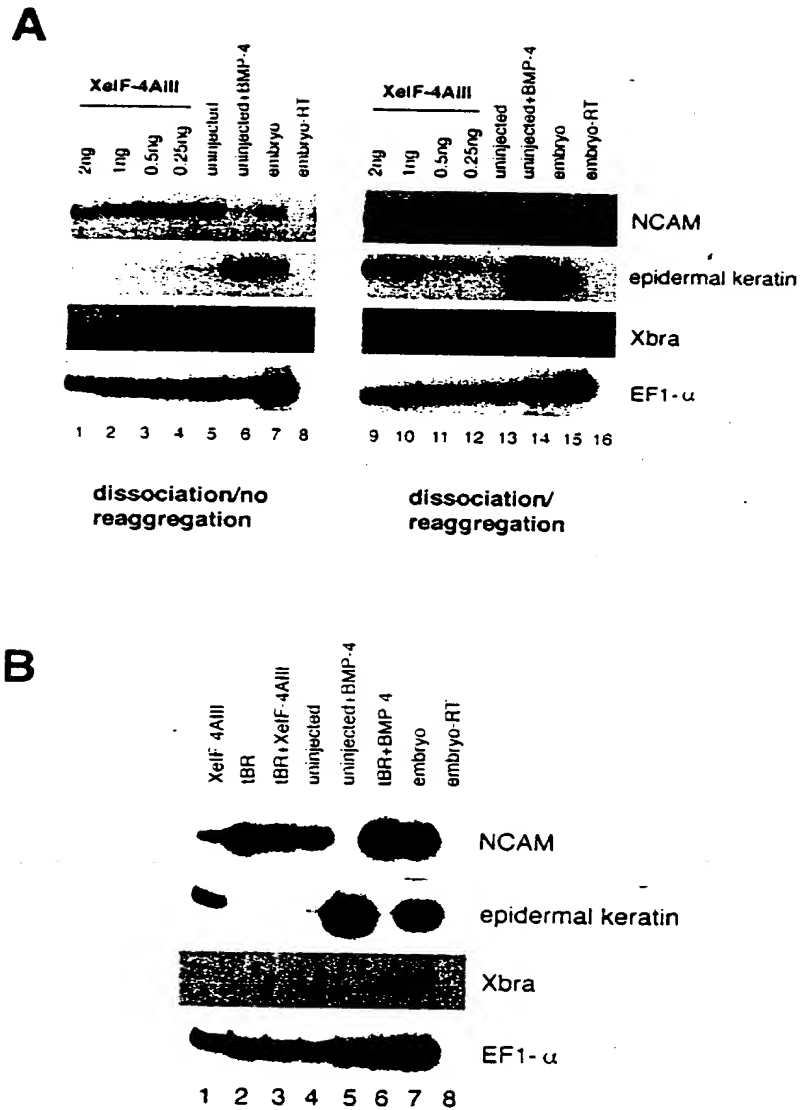 A
XeIF-4AIII
2ng 1ng 0.5ng 0.25ng uninjected uninjected+BMP-4 embryo embryo-RT
XeIF-4AIII
2ng 1ng 0.5ng 0.25ng uninjected uninjected+BMP-4 embryo embryo-RT
NCAM
epidermal keratin
Xbra
EF1-α
1 2 3 4 5 6 7 8
9 10 11 12 13 14 15 16
dissociation/no
reaggregation
dissociation/
reaggregation
B
XeIF-4AIII tBR tBR+XeIF-4AIII uninjected uninjected+BMP-4 tBR+BMP 4 embryo embryo-RT
NCAM
epidermal keratin
Xbra
EF1-α
1 2 3 4 5 6 7 8